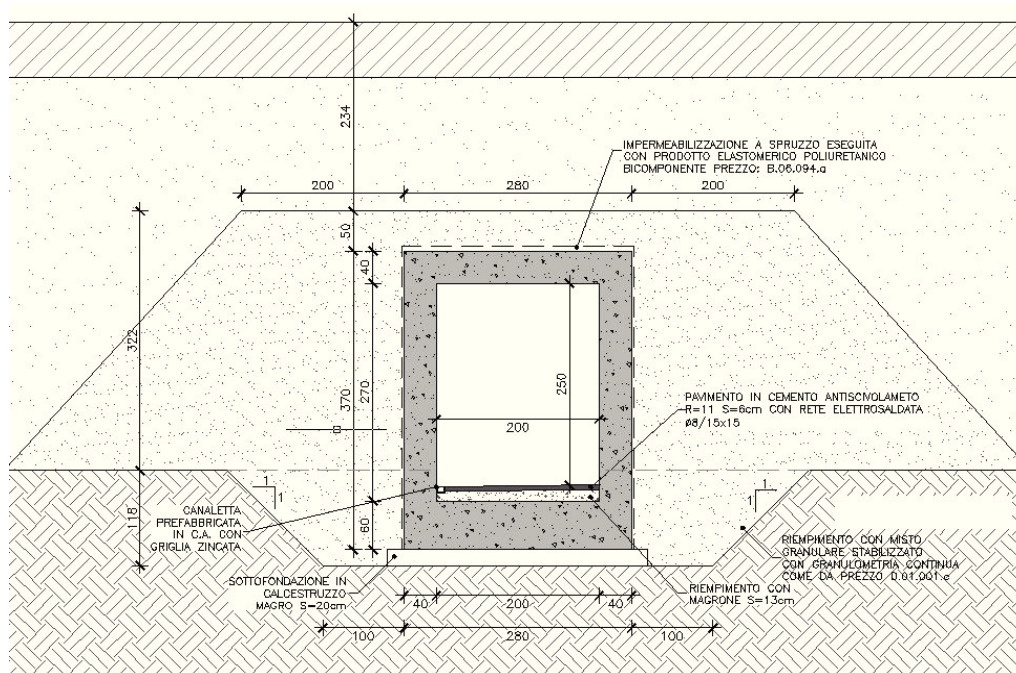 234
IMPERMEABILIZZAZIONE A SPRUZZO ESEGUITA
CON PRODOTTO ELASTOMERICO POLIURETANICO
BICOMPONENTE PREZZO: B.06.094.a
200
280
200
50
40
322
370
270
250
200
PAVIMENTO IN CEMENTO ANTISCIVOLAMETO
R=11 S=6cm CON RETE ELETTROSALDATA
ø8/15x15
1
1
1
1
118
60
CANALETTA
PREFABBRICATA
IN C.A. CON
GRIGLIA ZINCATA
RIEMPIMENTO CON MISTO
GRANULARE STABILIZZATO
CON GRANULOMETRIA CONTINUA
COME DA PREZZO D.01.001.c
SOTTOFONDAZIONE IN
CALCESTRUZZO
MAGRO S=20cm
RIEMPIMENTO CON
MAGRONE S=13cm
40
200
40
100
280
100